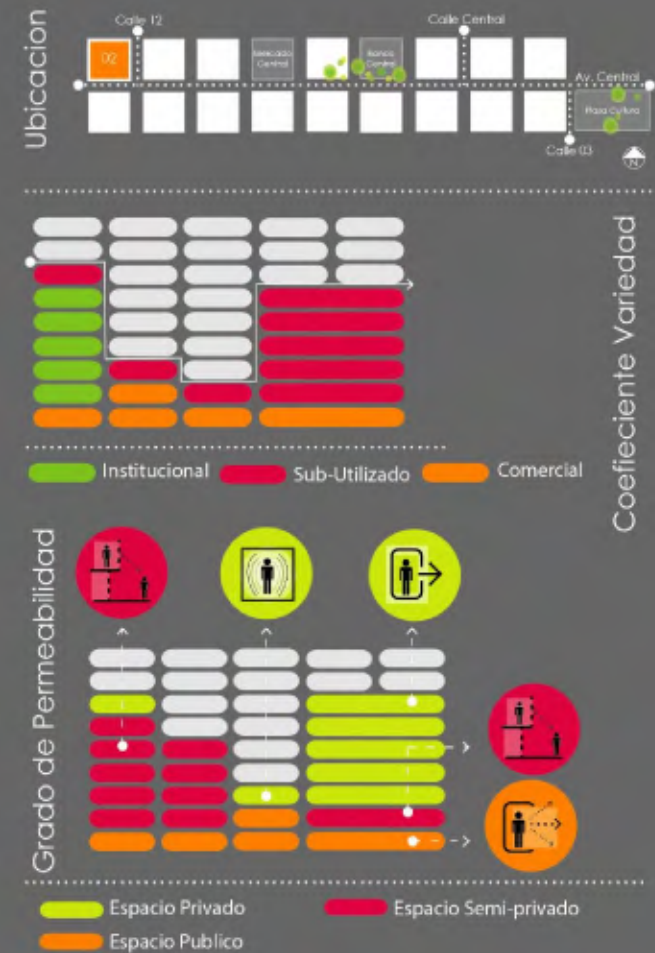 Ubicacion
Calle 12
Calle Central
02
Mercado
Central
Banco
Central
Av. Central
Plaza Cultura
Calle 03
N
Coefieciente Variedad
Institucional
Sub-Utilizado
Comercial
Grado de Permeabilidad
Espacio Privado
Espacio Semi-privado
Espacio Publico